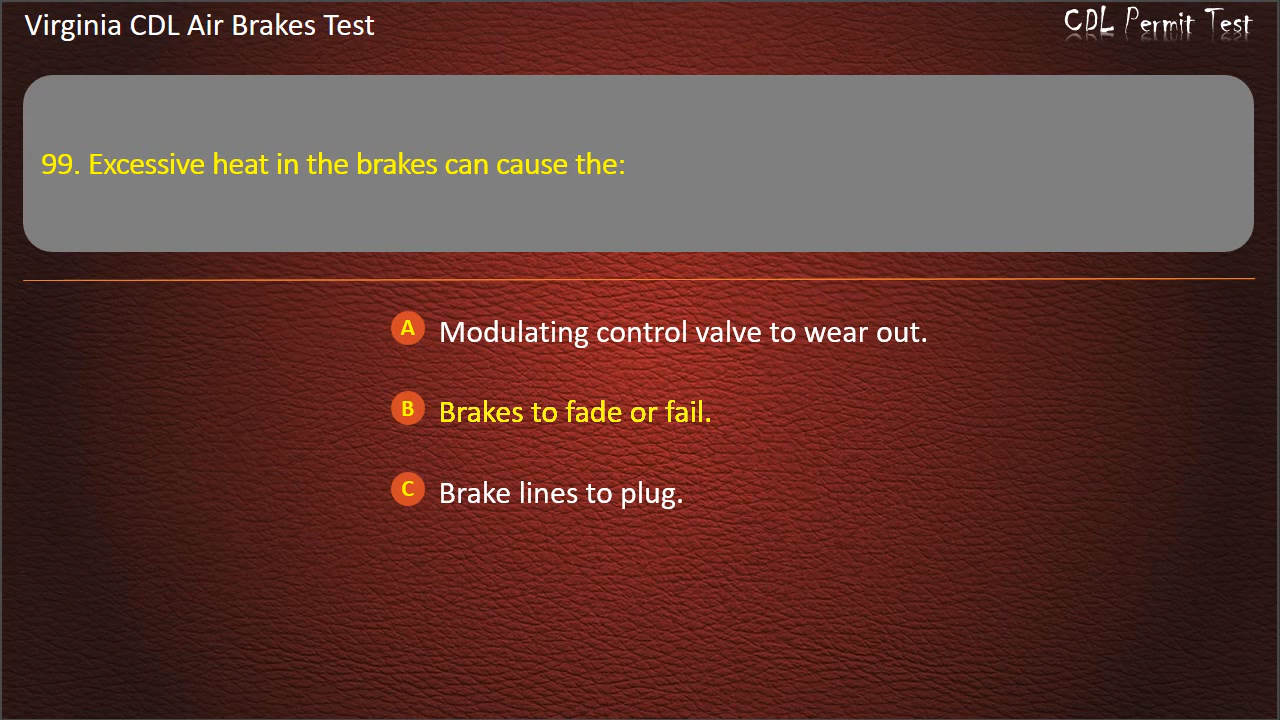 Virginia CDL Air Brakes Test
CDL Permit Test
99. Excessive heat in the brakes can cause the:
A Modulating control valve to wear out.
B Brakes to fade or fail.
C Brake lines to plug.